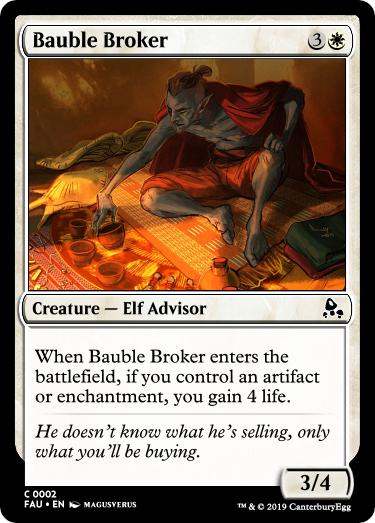 Bauble Broker 3
Creature — Elf Advisor
When Bauble Broker enters the
battlefield, if you control an artifact
or enchantment, you gain 4 life.
He doesn't know what he's selling, only
what you'll be buying.
3/4
C 0002
FAU • EN MAGUSVERUS
™ & © 2019 CanterburyEgg